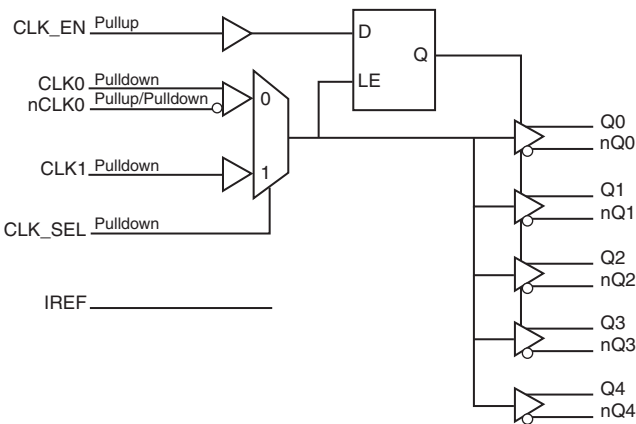 CLK_EN Pullup
D
Q
LE
CLK0 Pulldown
nCLK0 Pullup/Pulldown
0
CLK1 Pulldown
1
CLK_SEL Pulldown
IREF
Q0
nQ0
Q1
nQ1
Q2
nQ2
Q3
nQ3
Q4
nQ4